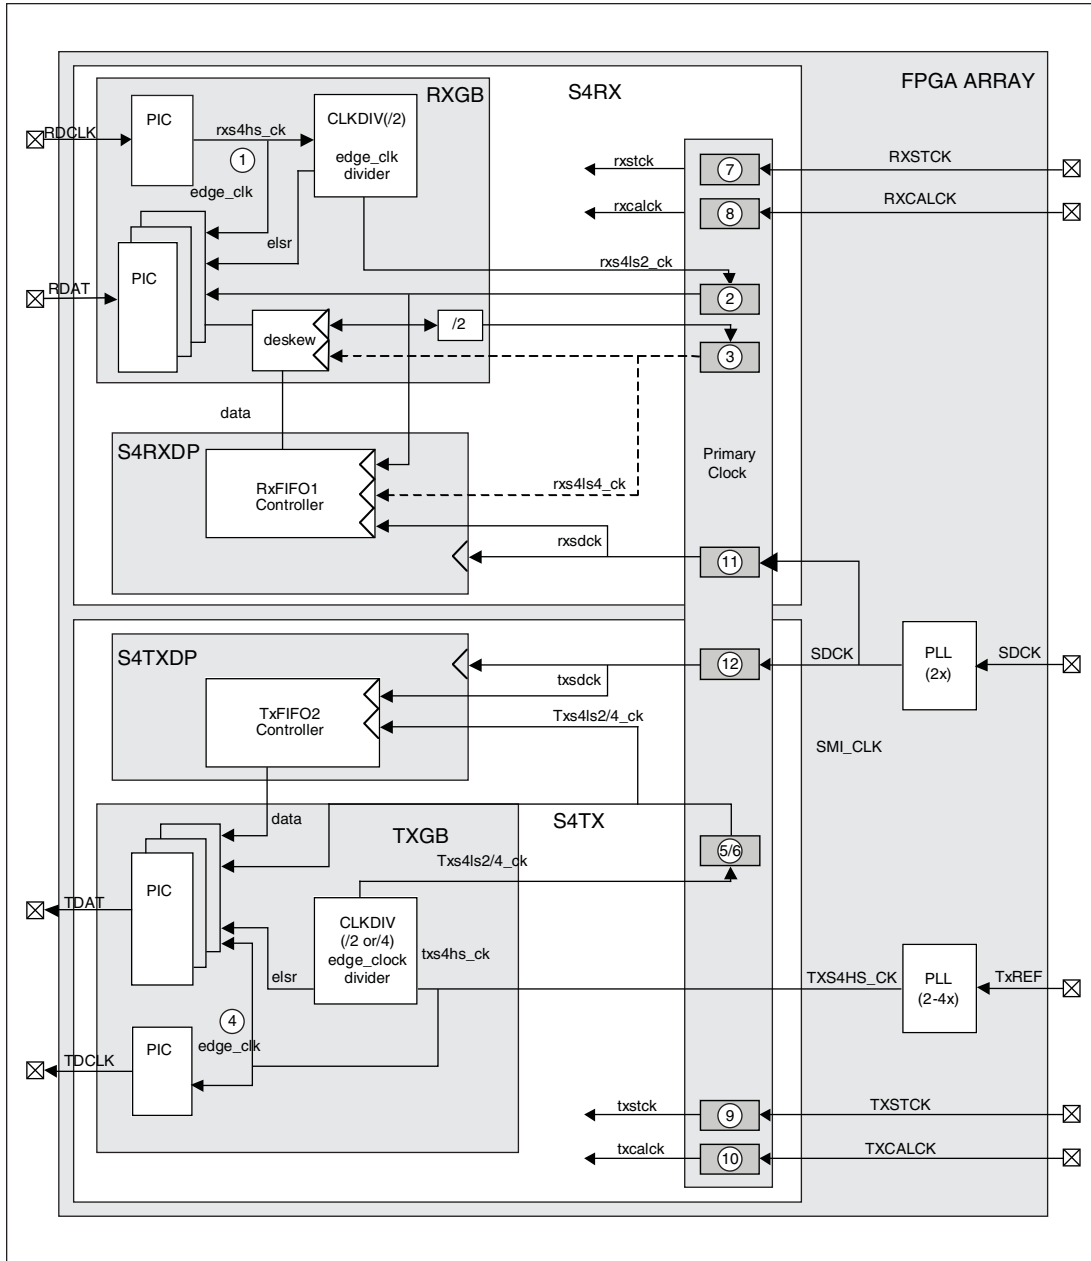 FPGA ARRAY
RXGB
S4RX
RDCLK
PIC
rxs4hs_ck
CLKDIV(/2)
edge_clk
divider
1
edge_clk
rxstck
7
RXSTCK
rxcalck
8
RXCALCK
elsr
rxs4ls2_ck
RDAT
PIC
2
deskew
/2
3
data
S4RXDP
RxFIFO1
Controller
rxs4ls4_ck
Primary
Clock
rxsdck
11
S4TXDP
12
SDCK
PLL
(2x)
SDCK
txsdck
TxFIFO2
Controller
Txs4ls2/4_ck
SMI_CLK
data
TXGB
S4TX
5/6
Txs4ls2/4_ck
PIC
TDAT
CLKDIV
(/2 or/4)
edge_clock
divider
txs4hs_ck
elsr
TXS4HS_CK
PLL
(2-4x)
TxREF
4
edge_clk
PIC
TDCLK
txstck
9
TXSTCK
txcalck
10
TXCALCK